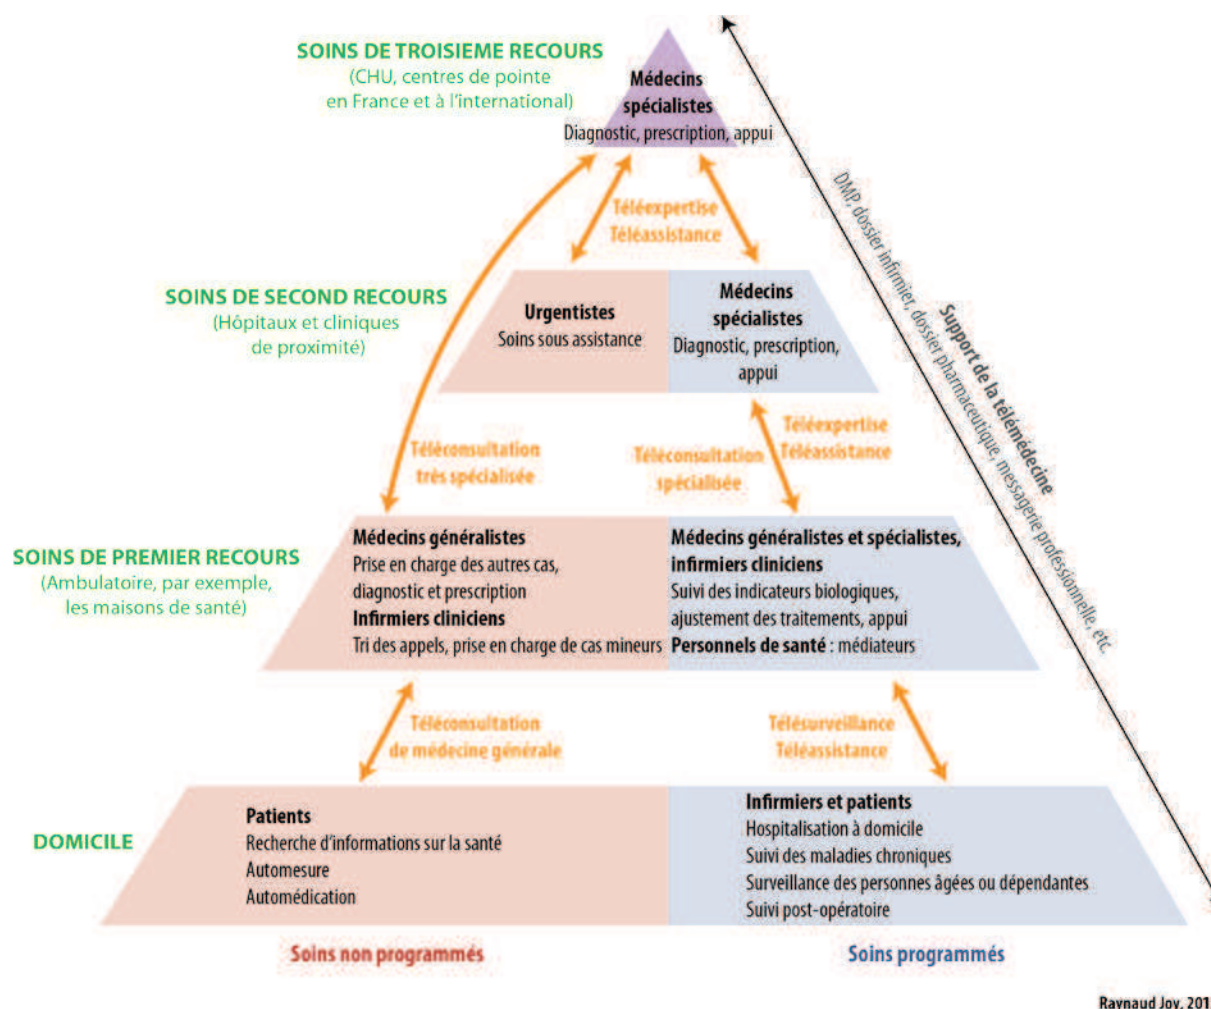 SOINS DE TROISIEME RECOURS
(CHU, centres de pointe
en France et à l'international)
Médecins
spécialistes
Diagnostic, prescription, appui
Téléexpertise
Téléassistance
SOINS DE SECOND RECOURS
(Hôpitaux et cliniques
de proximité)
Urgentistes
Soins sous assistance
Médecins
spécialistes
Diagnostic, prescription,
appui
Téléconsultation
très spécialisée
Téléconsultation
spécialisée
Téléexpertise
Téléassistance
SOINS DE PREMIER RECOURS
(Ambulatoire, par exemple,
les maisons de santé)
Médecins généralistes
Prise en charge des autres cas,
diagnostic et prescription
Infirmiers cliniciens
Tri des appels, prise en charge de cas mineurs
Médecins généralistes et spécialistes,
infirmiers cliniciens
Suivi des indicateurs biologiques,
ajustement des traitements, appui
Personnels de santé : médiateurs
Téléconsultation
de médecine générale
Télésurveillance
Téléassistance
DOMICILE
Patients
Recherche d'informations sur la santé
Automesure
Automédication
Infirmiers et patients
Hospitalisation à domicile
Suivi des maladies chroniques
Surveillance des personnes âgées ou dépendantes
Suivi post-opératoire
Soins non programmés
Soins programmés
Support de la télémédecine
DMP, dossier infirmier, dossier pharmaceutique, messagerie professionnelle, etc.
Raynaud Joy, 201